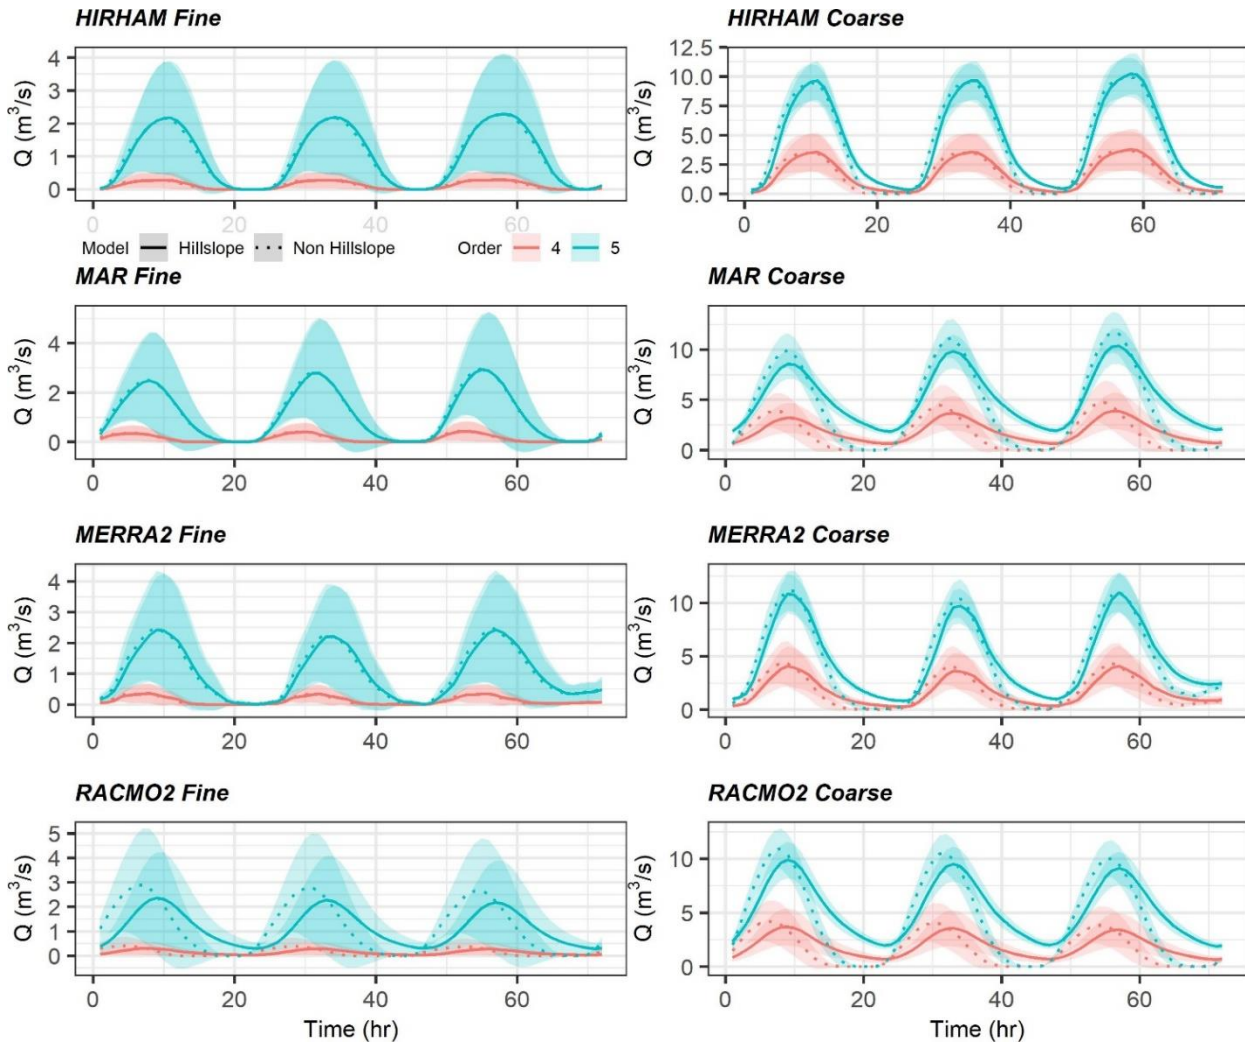 HIRHAM Fine
Q (m³/s)
4
3
2
1
0
0 20 40 60
Model Hillslope Non Hillslope Order 4 5
HIRHAM Coarse
Q (m³/s)
12.5
10.0
7.5
5.0
2.5
0.0
0 20 40 60
MAR Fine
Q (m³/s)
4
2
0
0 20 40 60
MAR Coarse
Q (m³/s)
10
5
0
0 20 40 60
MERRA2 Fine
Q (m³/s)
4
3
2
1
0
0 20 40 60
MERRA2 Coarse
Q (m³/s)
10
5
0
0 20 40 60
RACMO2 Fine
Q (m³/s)
5
4
3
2
1
0
0 20 40 60
Time (hr)
RACMO2 Coarse
Q (m³/s)
10
5
0
0 20 40 60
Time (hr)